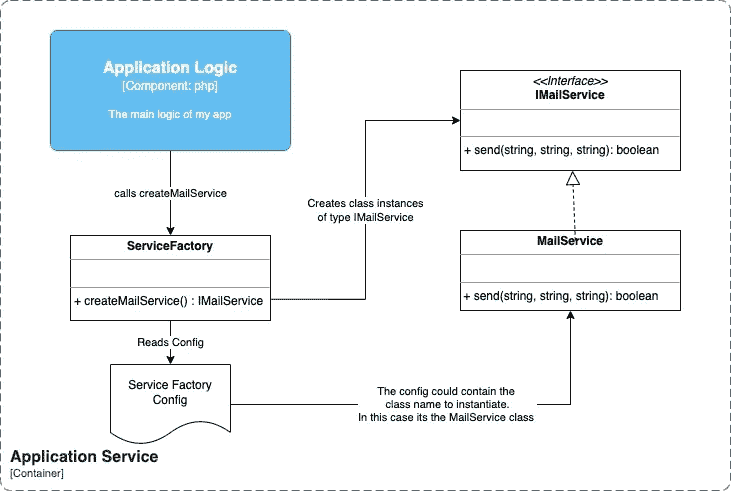 Application Logic
[Component: php]
The main logic of my app
<<Interface>>
IMailService
+ send(string, string, string): boolean
calls createMailService
Creates class instances
of type IMailService
ServiceFactory
+ createMailService() : IMailService
MailService
+ send(string, string, string): boolean
Reads Config
Service Factory
Config
The config could contain the
class name to instantiate.
In this case its the MailService class
Application Service
[Container]